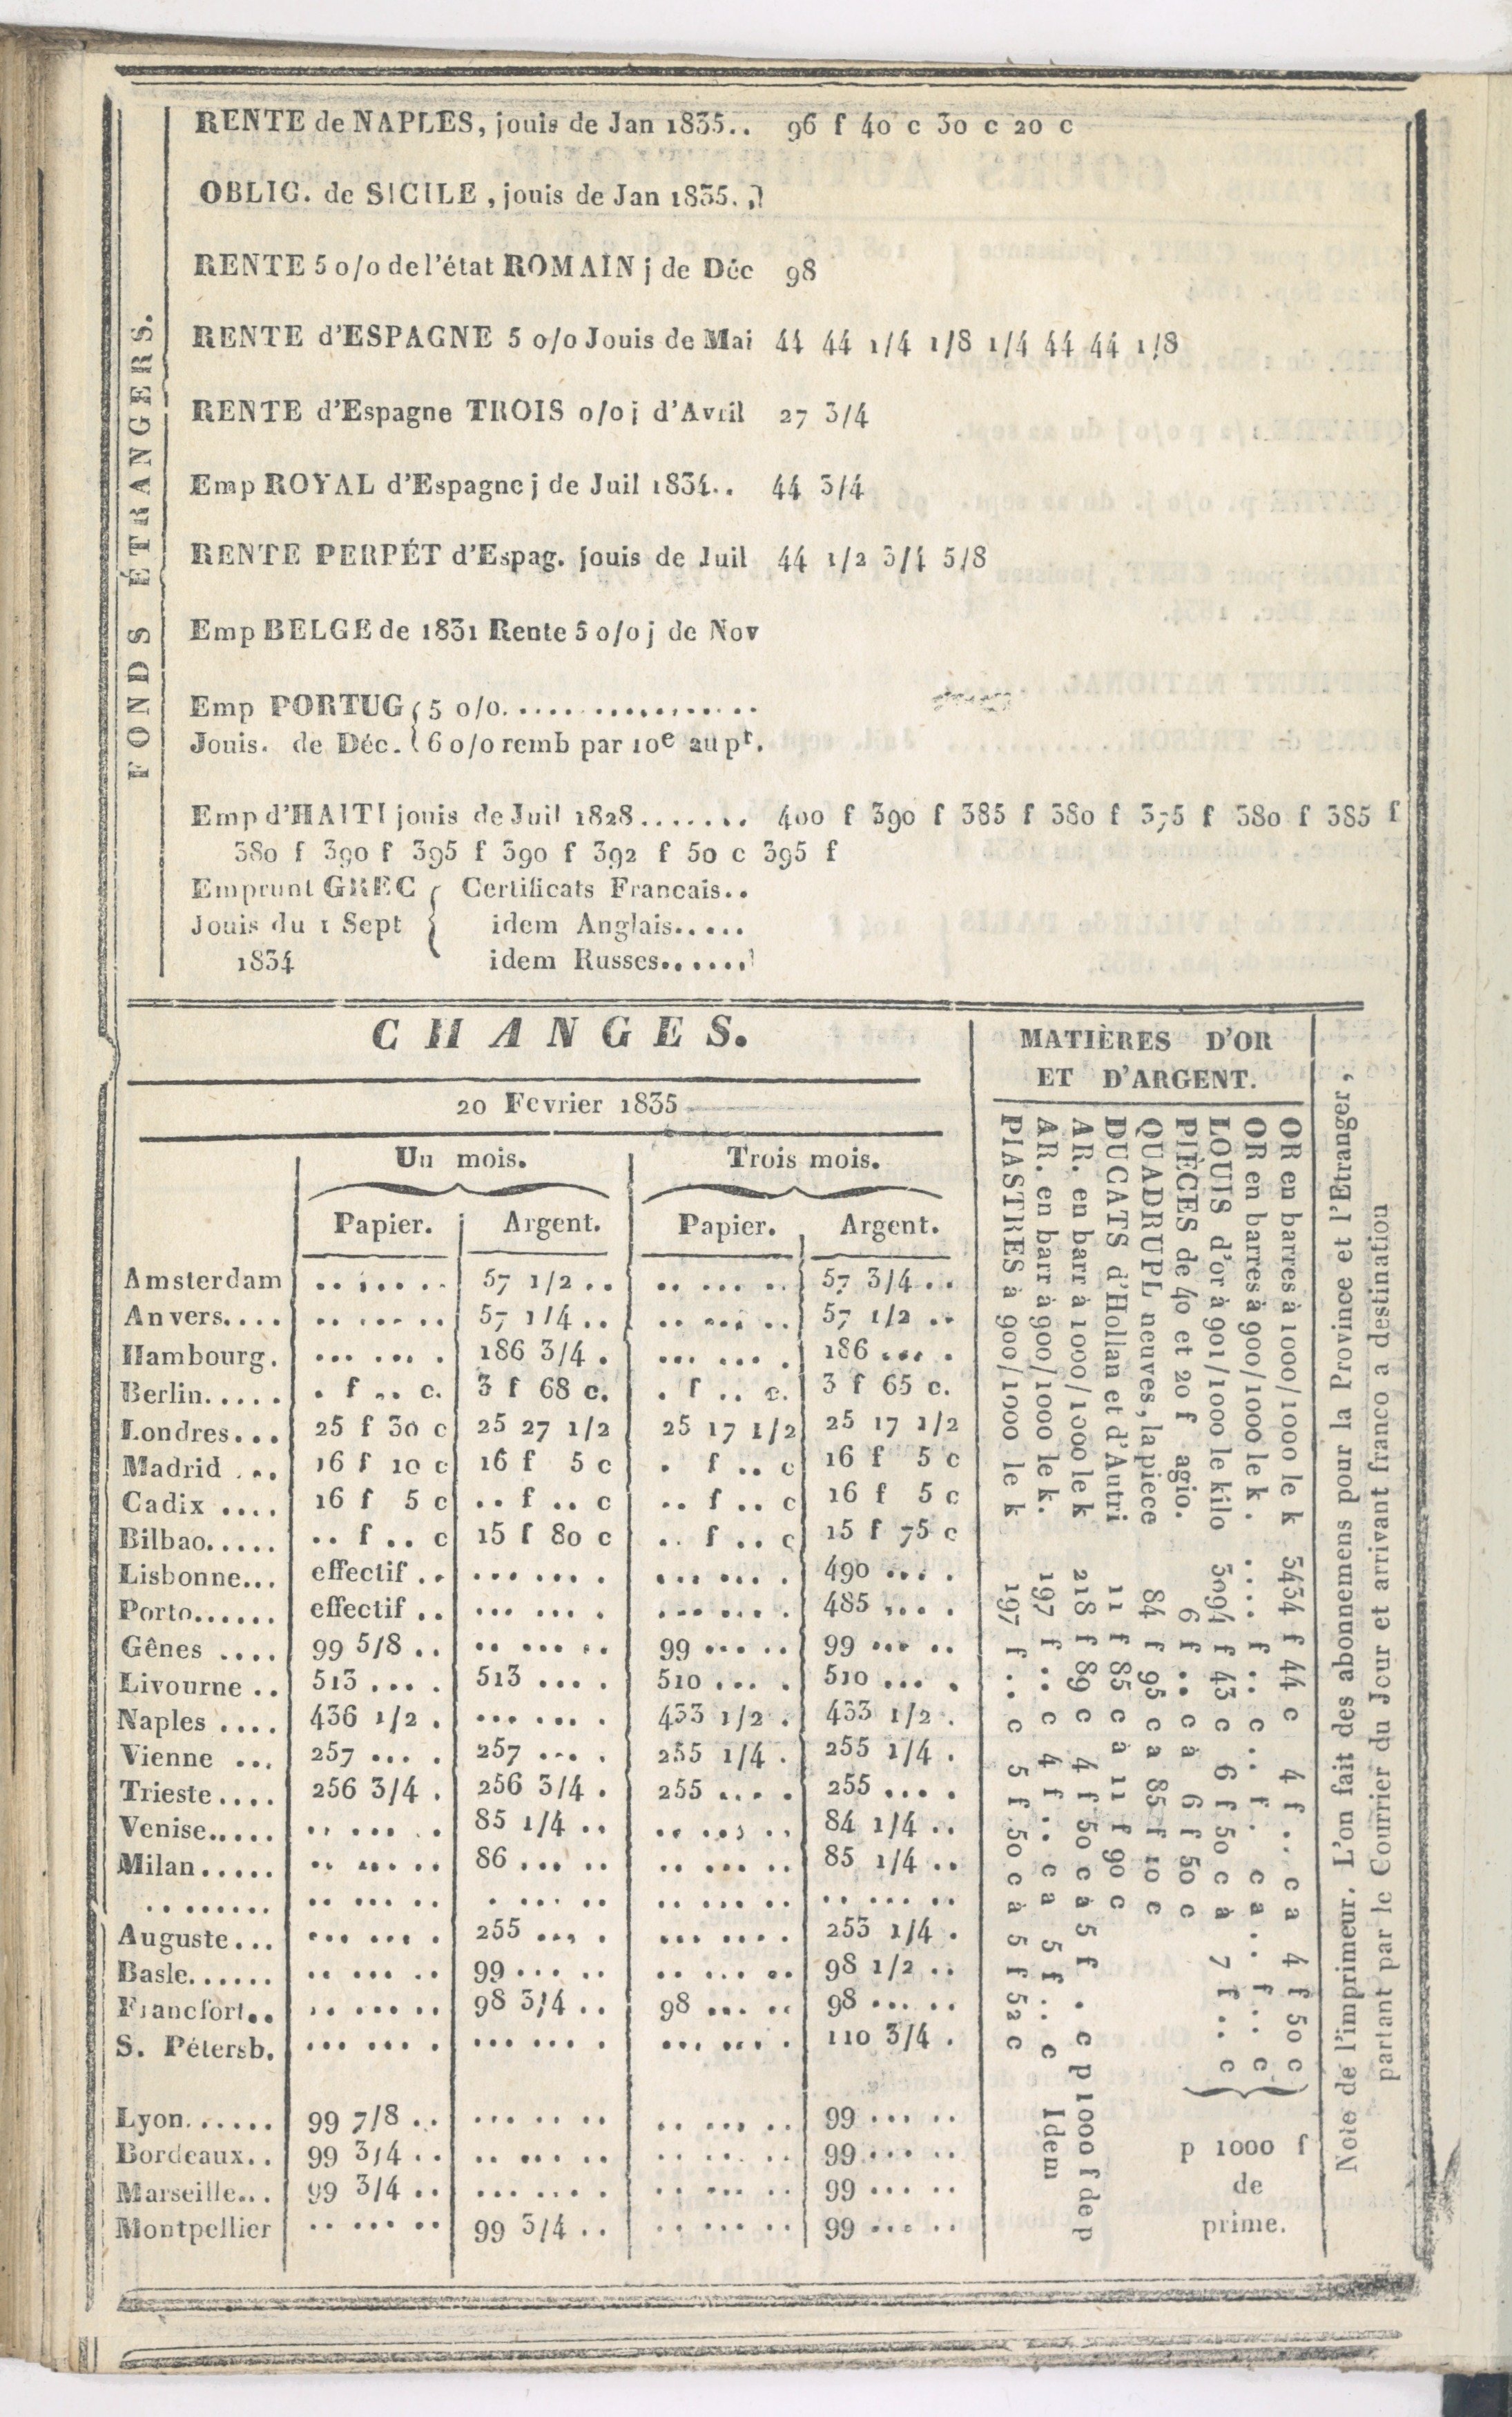 FONDS ÉTRANGERS.
RENTE de NAPLES, jouis de Jan 1835.. 96 f 40 c 30 c 20 c
OBLIG. de SICILE, jouis de Jan 1835.
RENTE 5 o/o de l'état ROMAIN j de Déc 98
RENTE d'ESPAGNE 5 o/o Jouis de Mai 44 44 1/4 1/8 1/4 44 44 1/8
RENTE d'Espagne TROIS o/o j d'Avril 27 3/4
Emp ROYAL d'Espagne j de Juil 1834.. 44 3/4
RENTE PERPÉT d'Espag. jouis de Juil 44 1/2 3/4 5/8
Emp BELGE de 1831 Rente 5 o/o j de Nov
Emp PORTUG { 5 o/o.................
Jouis. de Déc. { 6 o/o remb par 10e au pr.
Emp d'HAITI jouis de Juil 1828....... 400 f 390 f 385 f 380 f 375 f 380 f 385 f
380 f 390 f 395 f 390 f 392 f 50 c 395 f
Emprunt GREC { Certificats Francais..
Jouis du 1 Sept { idem Anglais.....
1834 idem Russes......
CHANGES.
20 Fevrier 1835
Un mois. Trois mois.
Papier. Argent. Papier. Argent.
Amsterdam .. ... .. 57 1/2 .. .. ... .. 57 3/4 ..
Anvers.... .. ... .. 57 1/4 .. .. ... .. 57 1/2 ..
Hambourg. ... ... . 186 3/4 . ... ... . 186 ... .
Berlin..... . f .. c. 3 f 68 c. . f .. c. 3 f 65 c.
Londres... 25 f 30 c 25 27 1/2 25 17 1/2 25 17 1/2
Madrid ... 16 f 10 c 16 f 5 c . f .. c 16 f 5 c
Cadix .... 16 f 5 c .. f .. c .. f .. c 16 f 5 c
Bilbao..... .. f .. c 15 f 80 c .. f .. c 15 f 75 c
Lisbonne... effectif .. ... ... . ... ... . 490 ... .
Porto...... effectif .. ... ... . ... ... . 485 ... .
Gênes .... 99 5/8 .. .. ... .. 99 ... .. 99 ... ..
Livourne .. 513 ... . 513 ... . 510 ... . 510 ... .
Naples .... 436 1/2 . ... ... . 433 1/2 . 433 1/2 .
Vienne ... 257 ... . 257 ... . 255 1/4 . 255 1/4 .
Trieste.... 256 3/4 . 256 3/4 . 255 ... . 255 ... .
Venise..... .. ... . 85 1/4 .. .. ... .. 84 1/4 ..
Milan..... .. ... .. 86 ... .. .. ... .. 85 1/4 ..
........ .. ... .. . ... .. .. ... .. .. ... ..
Auguste... ... ... . 255 ... . ... ... . 253 1/4 .
Basle...... .. ... .. 99 ... .. .. ... .. 98 1/2 ..
Francfort.. .. ... .. 98 3/4 .. 98 ... .. 98 ... ..
S. Pétersb. ... ... . ... ... . ... ... . 110 3/4 .
Lyon...... 99 7/8 .. ... .. .. .. ... .. 99 ... ..
Bordeaux.. 99 3/4 .. .. ... .. .. ... .. 99 ... ..
Marseille... 99 3/4 .. ... .. .. .. ... .. 99 ... ..
Montpellier .. ... .. 99 3/4 .. .. ... .. 99 ... ..
MATIÈRES D'OR
ET D'ARGENT.
OR en barres à 1000/1000 le k 3434 f 44 c 4 f .. c a 4 f 50 c
OR en barres à 900/1000 le k . .... f .. c .. f . c a .. f .. c
LOUIS d'or à 901/1000 le kilo 3094 f 43 c 6 f 50 c à 7 f .. c
PIÈCES de 40 et 20 f agio. 6 f .. c à 6 f 50 c
QUADRUPL neuves, la piece 84 f 95 c a 85 f 10 c
DUCATS d'Hollan et d'Autri 11 f 85 c à 11 f 90 c
AR. en barr à 1000/1000 le k 218 f 89 c 4 f 50 c à 5 f . c p 1000 f de p
AR. en barr à 900/1000 le k. 197 f .. c 4 f .. c a 5 f .. c Idem
PIASTRES à 900/1000 le k 197 f .. c 5 f 50 c à 5 f 52 c
p 1000 f
de
prime.
Note de l'imprimeur. L'on fait des abonnemens pour la Province et l'Etranger,
partant par le Courrier du Jour et arrivant franco a destination